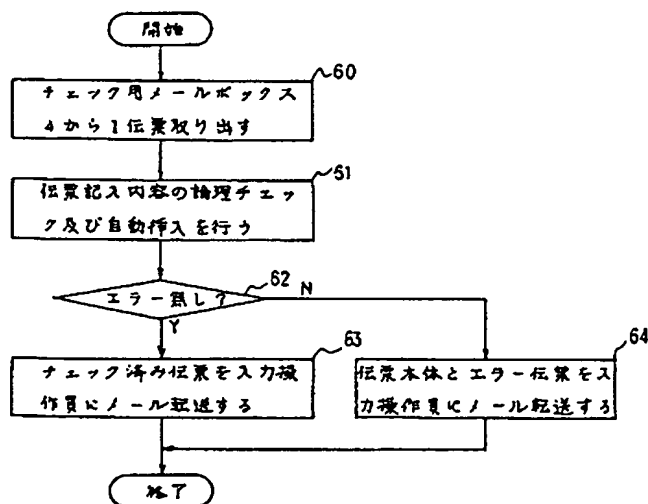 開始
60
チェック用メールボックス
4から1伝票取り出す
61
伝票記入内容の論理チェッ
ク及び自動挿入を行う
62
エラー無し?
N
Y
63
チェック済み伝票を入力操
作員にメール転送する
64
伝票本体とエラー伝票を入
力操作員にメール転送する
終了